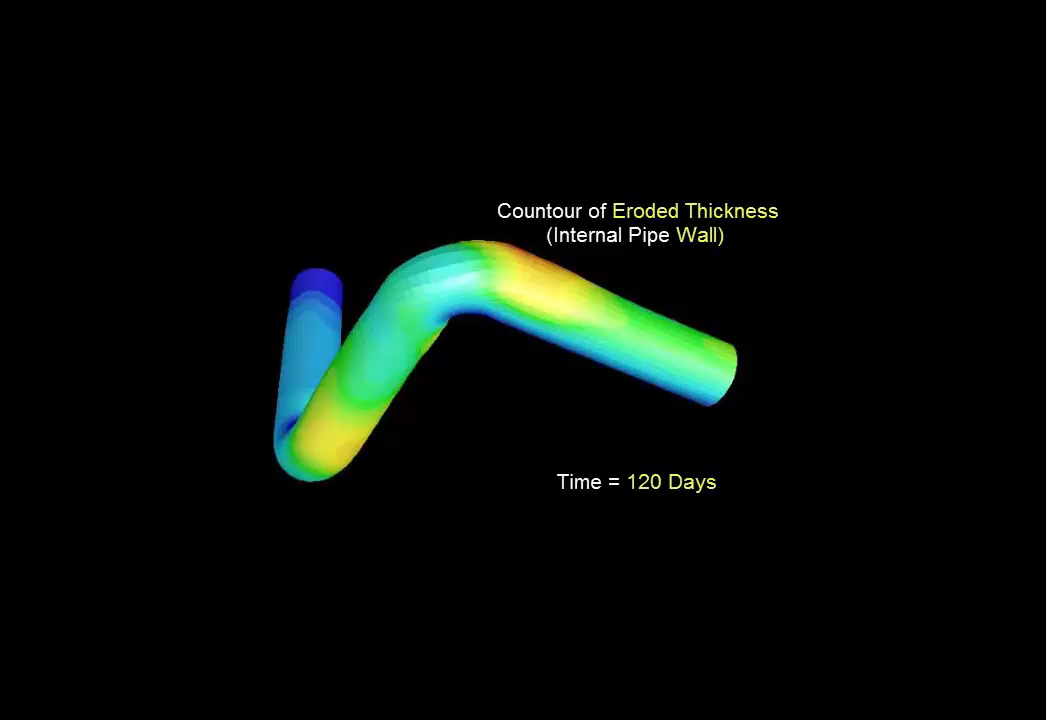 Countour of Eroded Thickness
(Internal Pipe Wall)
Time = 120 Days